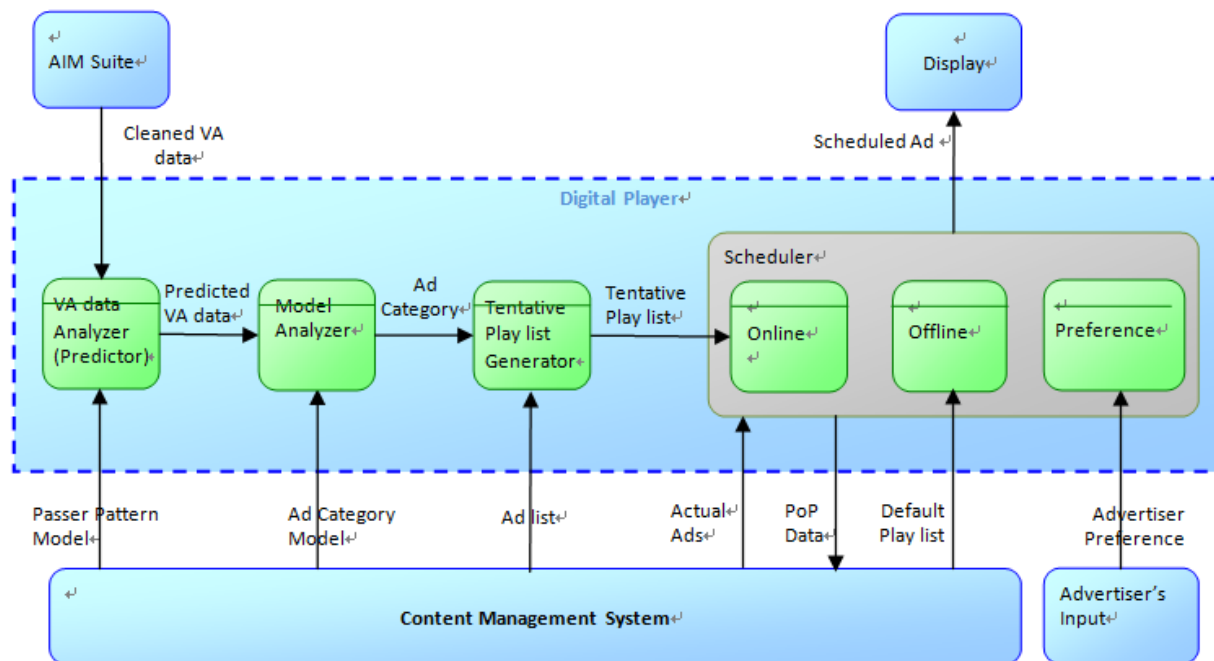 AIM Suite
Display
Cleaned VA
data
Scheduled Ad
Digital Player
Scheduler
VA data
Analyzer
(Predictor)
Predicted
VA data
Model
Analyzer
Ad
Category
Tentative
Play list
Generator
Tentative
Play list
Online
Offline
Preference
Passer Pattern
Model
Ad Category
Model
Ad list
Actual
Ads
PoP
Data
Default
Play list
Advertiser
Preference
Content Management System
Advertiser's
Input